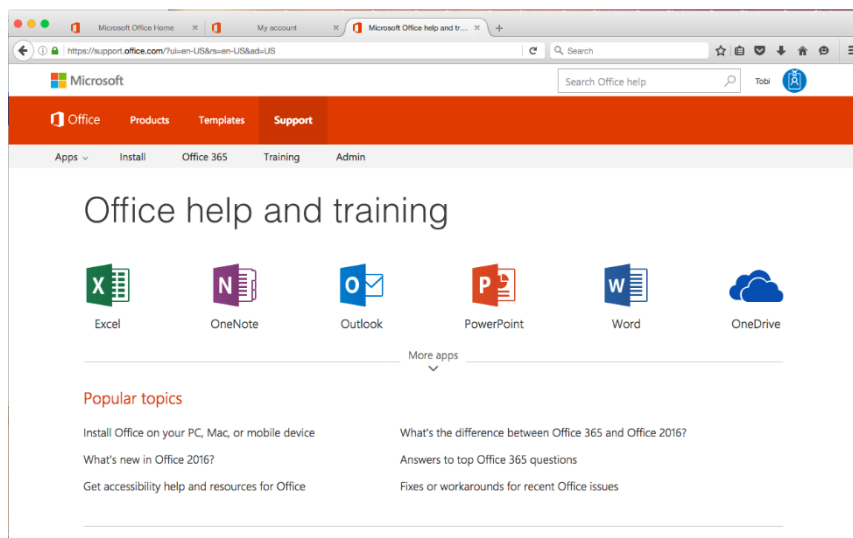 Microsoft Office Home × My account × Microsoft Office help and tr... × +
https://support.office.com/?ui=en-US&rs=en-US&ad=US Search
Microsoft Search Office help Tobi
Office Products Templates Support
Apps Install Office 365 Training Admin
Office help and training
X N O P W
Excel OneNote Outlook PowerPoint Word OneDrive
More apps
Popular topics
Install Office on your PC, Mac, or mobile device What's the difference between Office 365 and Office 2016?
What's new in Office 2016? Answers to top Office 365 questions
Get accessibility help and resources for Office Fixes or workarounds for recent Office issues